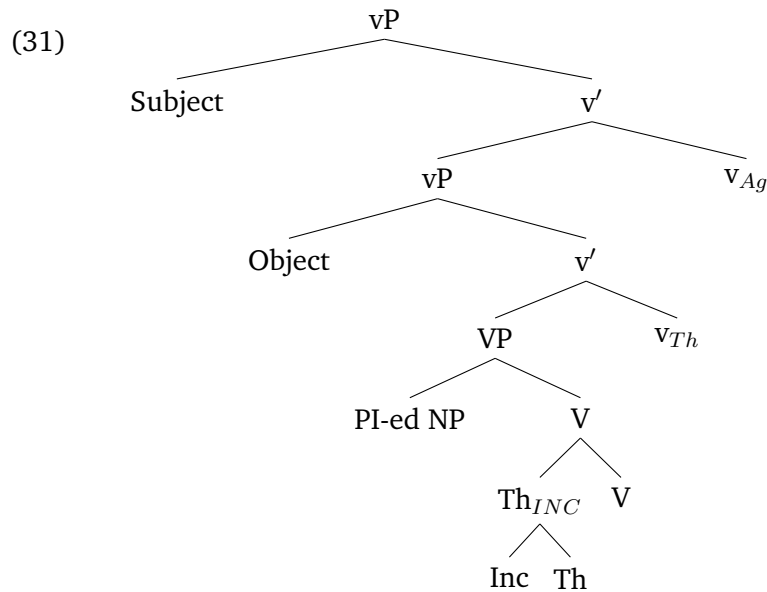 (31)
vP
Subject v′
vP v_Ag
Object v′
VP v_Th
PI-ed NP V
Th_INC V
Inc Th